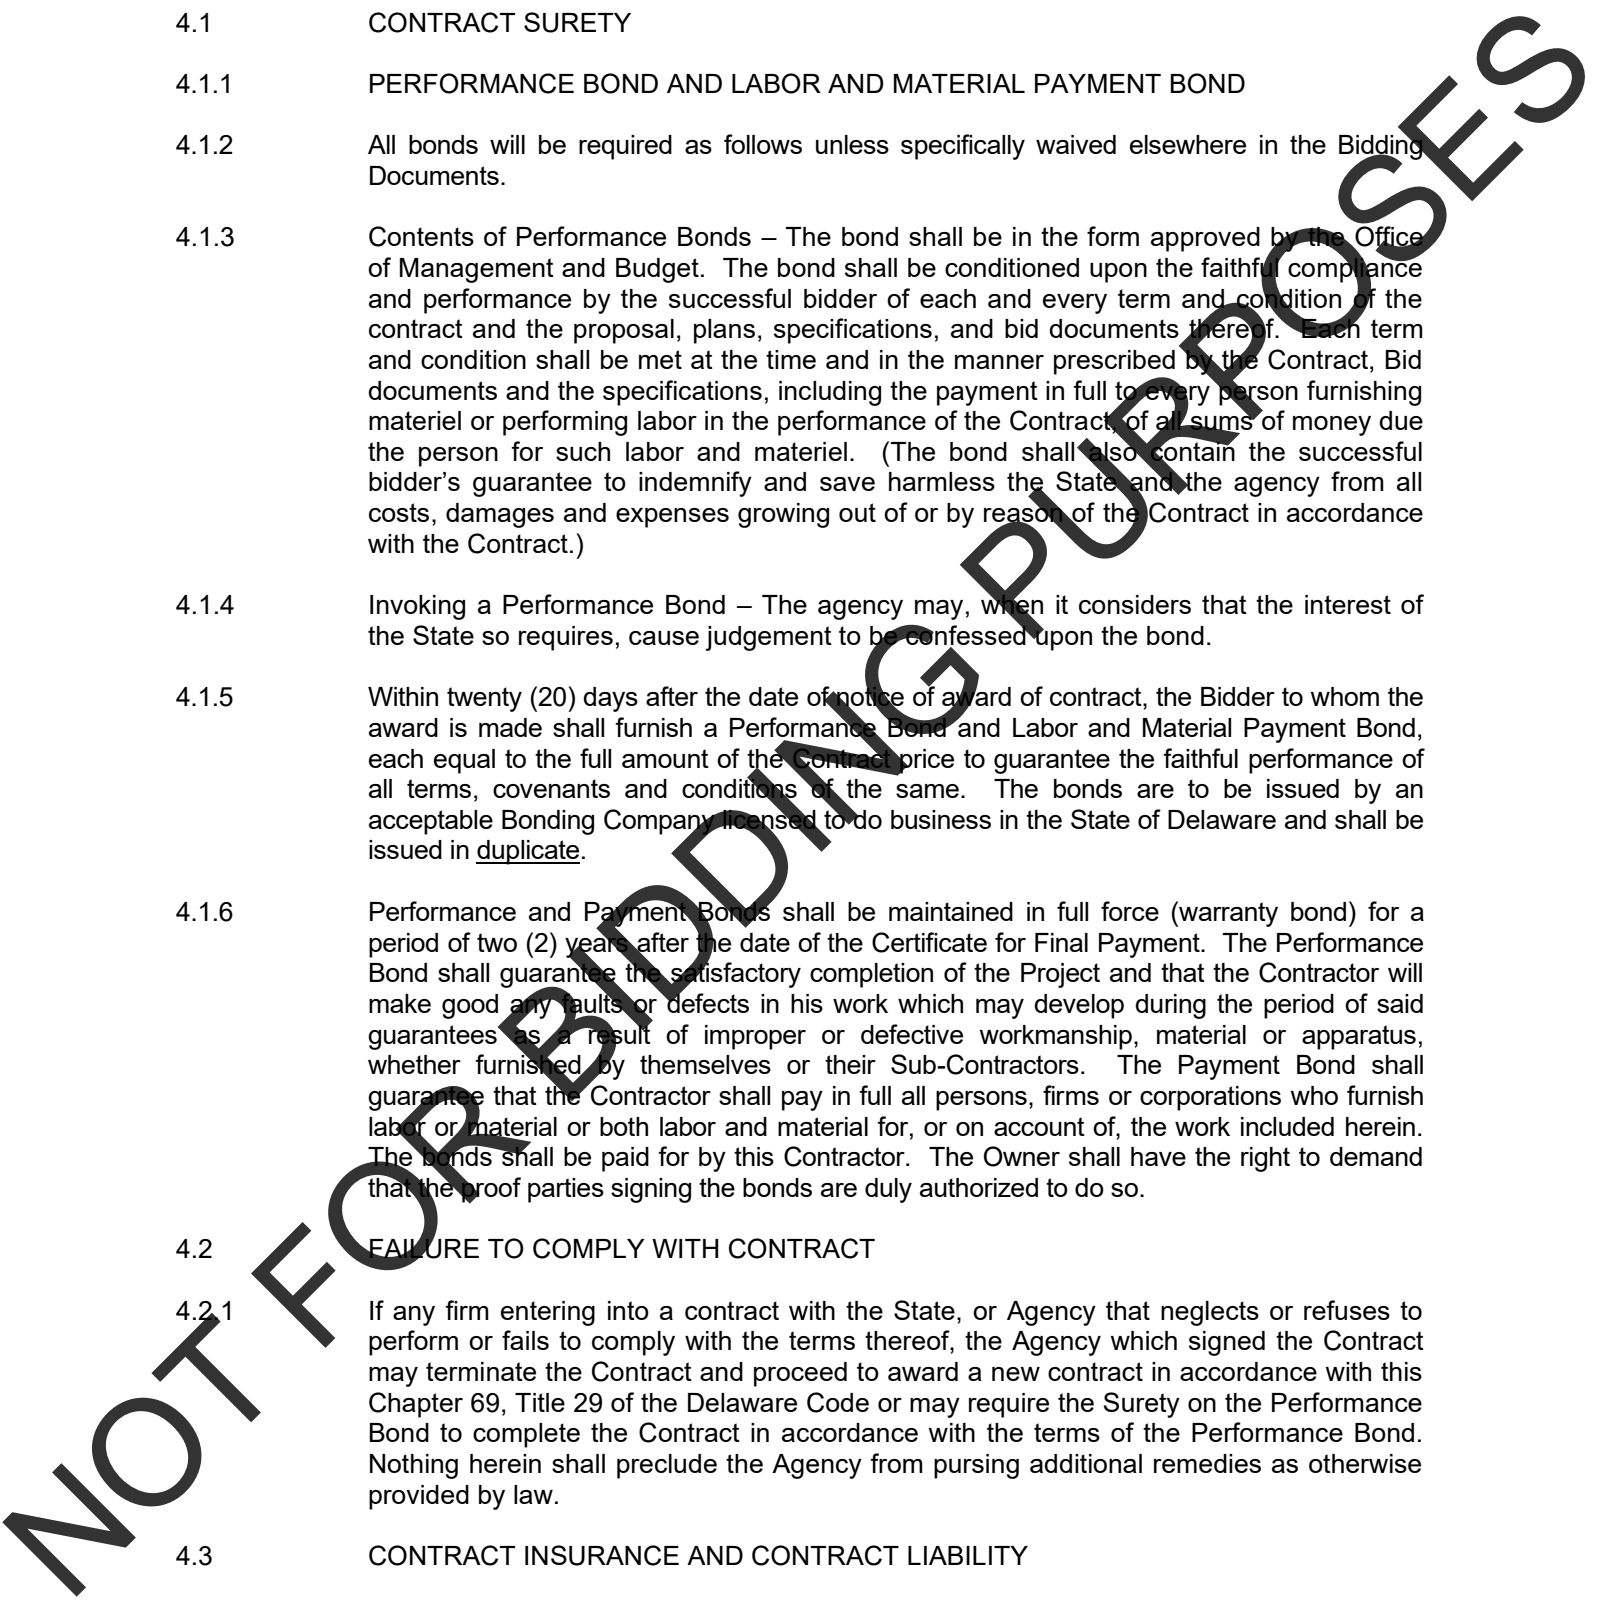 4.1 CONTRACT SURETY
4.1.1 PERFORMANCE BOND AND LABOR AND MATERIAL PAYMENT BOND
4.1.2 All bonds will be required as follows unless specifically waived elsewhere in the Bidding
Documents.
4.1.3 Contents of Performance Bonds – The bond shall be in the form approved by the Office
of Management and Budget. The bond shall be conditioned upon the faithful compliance
and performance by the successful bidder of each and every term and condition of the
contract and the proposal, plans, specifications, and bid documents thereof. Each term
and condition shall be met at the time and in the manner prescribed by the Contract, Bid
documents and the specifications, including the payment in full to every person furnishing
materiel or performing labor in the performance of the Contract, of all sums of money due
the person for such labor and materiel. (The bond shall also contain the successful
bidder’s guarantee to indemnify and save harmless the State and the agency from all
costs, damages and expenses growing out of or by reason of the Contract in accordance
with the Contract.)
4.1.4 Invoking a Performance Bond – The agency may, when it considers that the interest of
the State so requires, cause judgement to be confessed upon the bond.
4.1.5 Within twenty (20) days after the date of notice of award of contract, the Bidder to whom the
award is made shall furnish a Performance Bond and Labor and Material Payment Bond,
each equal to the full amount of the Contract price to guarantee the faithful performance of
all terms, covenants and conditions of the same. The bonds are to be issued by an
acceptable Bonding Company licensed to do business in the State of Delaware and shall be
issued in duplicate.
4.1.6 Performance and Payment Bonds shall be maintained in full force (warranty bond) for a
period of two (2) years after the date of the Certificate for Final Payment. The Performance
Bond shall guarantee the satisfactory completion of the Project and that the Contractor will
make good any faults or defects in his work which may develop during the period of said
guarantees as a result of improper or defective workmanship, material or apparatus,
whether furnished by themselves or their Sub-Contractors. The Payment Bond shall
guarantee that the Contractor shall pay in full all persons, firms or corporations who furnish
labor or material or both labor and material for, or on account of, the work included herein.
The bonds shall be paid for by this Contractor. The Owner shall have the right to demand
that the proof parties signing the bonds are duly authorized to do so.
4.2 FAILURE TO COMPLY WITH CONTRACT
4.2.1 If any firm entering into a contract with the State, or Agency that neglects or refuses to
perform or fails to comply with the terms thereof, the Agency which signed the Contract
may terminate the Contract and proceed to award a new contract in accordance with this
Chapter 69, Title 29 of the Delaware Code or may require the Surety on the Performance
Bond to complete the Contract in accordance with the terms of the Performance Bond.
Nothing herein shall preclude the Agency from pursing additional remedies as otherwise
provided by law.
4.3 CONTRACT INSURANCE AND CONTRACT LIABILITY
NOT FOR BIDDING PURPOSES